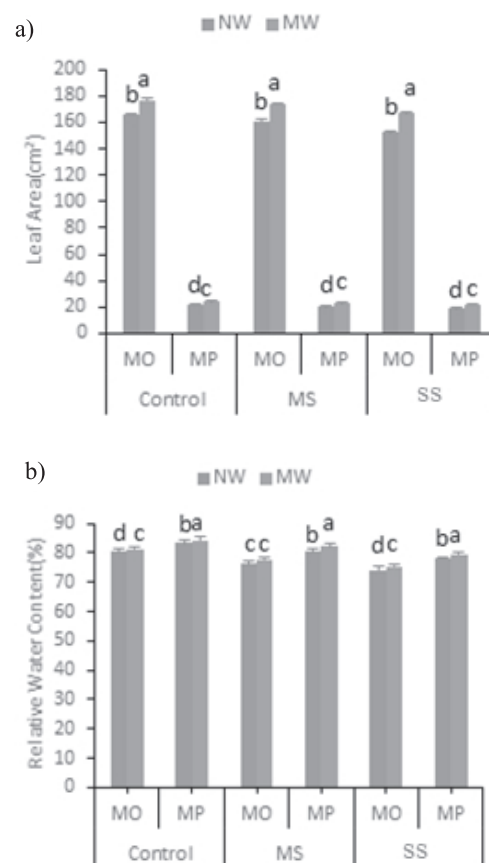 a)
NW MW
Leaf Area(cm²)
200
180
160
140
120
100
80
60
40
20
0
b a d c b a d c b a d c
MO MP MO MP MO MP
Control MS SS
b)
NW MW
Relative Water Content(%)
90
80
70
60
50
40
30
20
10
0
d c b a c c b a d c b a
MO MP MO MP MO MP
Control MS SS